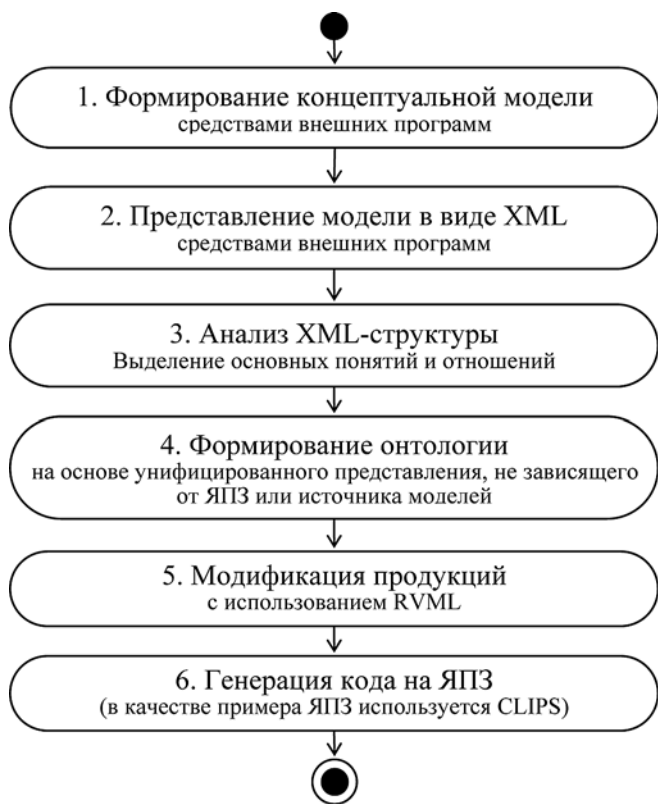 1. Формирование концептуальной модели
средствами внешних программ
2. Представление модели в виде XML
средствами внешних программ
3. Анализ XML-структуры
Выделение основных понятий и отношений
4. Формирование онтологии
на основе унифицированного представления, не зависящего
от ЯПЗ или источника моделей
5. Модификация продукций
с использованием RVML
6. Генерация кода на ЯПЗ
(в качестве примера ЯПЗ используется CLIPS)